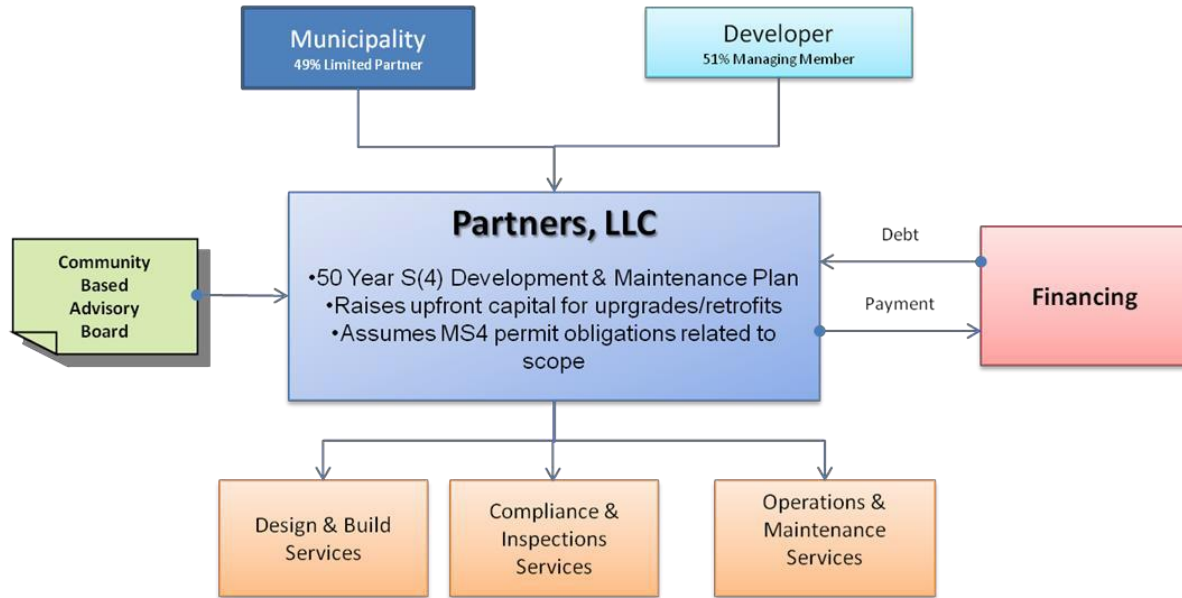 Municipality
49% Limited Partner
Developer
51% Managing Member
Partners, LLC
•50 Year S(4) Development & Maintenance Plan
•Raises upfront capital for uprgrades/retrofits
•Assumes MS4 permit obligations related to
scope
Community
Based
Advisory
Board
Debt
Payment
Financing
Design & Build
Services
Compliance &
Inspections
Services
Operations &
Maintenance
Services